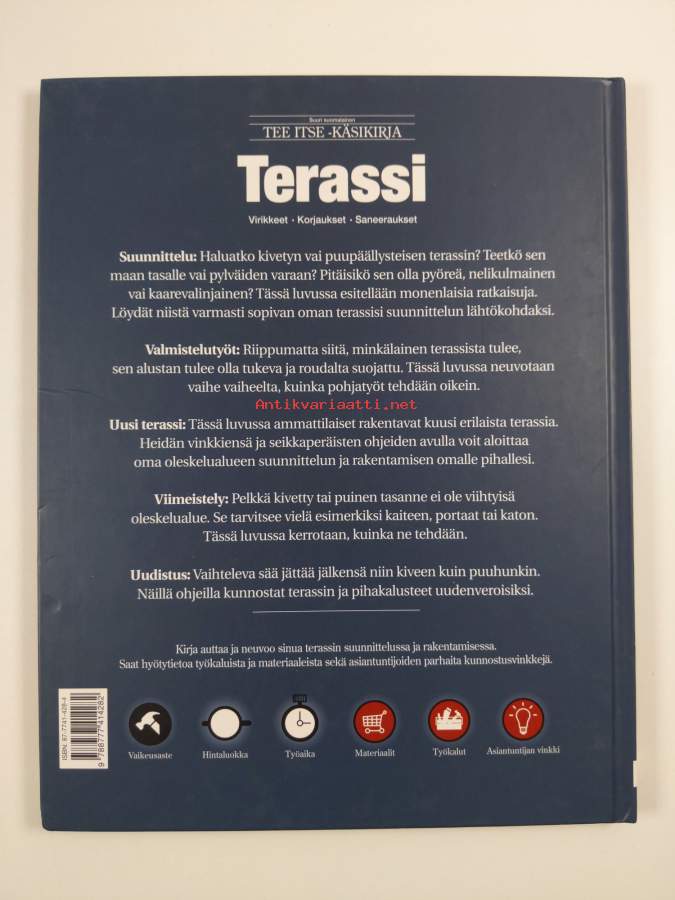 Suuri suomalainen
TEE ITSE -KÄSIKIRJA
Terassi
Virikkeet · Korjaukset · Saneeraukset
Suunnittelu: Haluatko kivetyn vai puupäällysteisen terassin? Teetkö sen
maan tasalle vai pylväiden varaan? Pitäisikö sen olla pyöreä, nelikulmainen
vai kaarevalinjainen? Tässä luvussa esitellään monenlaisia ratkaisuja.
Löydät niistä varmasti sopivan oman terassisi suunnittelun lähtökohdaksi.
Valmistelutyöt: Riippumatta siitä, minkälainen terassista tulee,
sen alustan tulee olla tukeva ja roudalta suojattu. Tässä luvussa neuvotaan
vaihe vaiheelta, kuinka pohjatyöt tehdään oikein.
Antikvariaatti.net
Uusi terassi: Tässä luvussa ammattilaiset rakentavat kuusi erilaista terassia.
Heidän vinkkiensä ja seikkaperäisten ohjeiden avulla voit aloittaa
oma oleskelualueen suunnittelun ja rakentamisen omalle pihallesi.
Viimeistely: Pelkkä kivetty tai puinen tasanne ei ole viihtyisä
oleskelualue. Se tarvitsee vielä esimerkiksi kaiteen, portaat tai katon.
Tässä luvussa kerrotaan, kuinka ne tehdään.
Uudistus: Vaihteleva sää jättää jälkensä niin kiveen kuin puuhunkin.
Näillä ohjeilla kunnostat terassin ja pihakalusteet uudenveroisiksi.
Kirja auttaa ja neuvoo sinua terassin suunnittelussa ja rakentamisessa.
Saat hyötytietoa työkaluista ja materiaaleista sekä asiantuntijoiden parhaita kunnostusvinkkejä.
ISBN: 87-7741-428-4
9 788777 414282
Vaikeusaste
Hintaluokka
Työaika
Materiaalit
Työkalut
Asiantuntijan vinkki